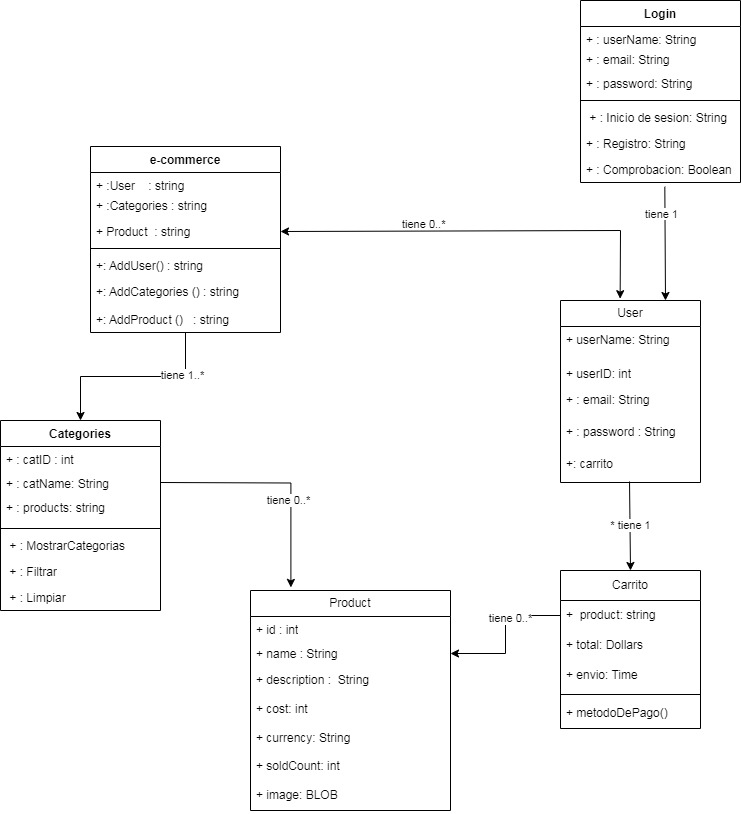 Login
+ : userName: String
+ : email: String
+ : password: String
+ : Inicio de sesion: String
+ : Registro: String
+ : Comprobacion: Boolean
tiene 1
e-commerce
+ :User : string
+ :Categories : string
+ Product : string
+: AddUser() : string
+: AddCategories () : string
+: AddProduct () : string
tiene 0..*
User
+ userName: String
+ userID: int
+ : email: String
+ : password : String
+: carrito
tiene 1..*
Categories
+ : catID : int
+ : catName: String
+ : products: string
+ : MostrarCategorias
+ : Filtrar
+ : Limpiar
tiene 0..*
* tiene 1
Product
+ id : int
+ name : String
+ description : String
+ cost: int
+ currency: String
+ soldCount: int
+ image: BLOB
tiene 0..*
Carrito
+ product: string
+ total: Dollars
+ envio: Time
+ metodoDePago()